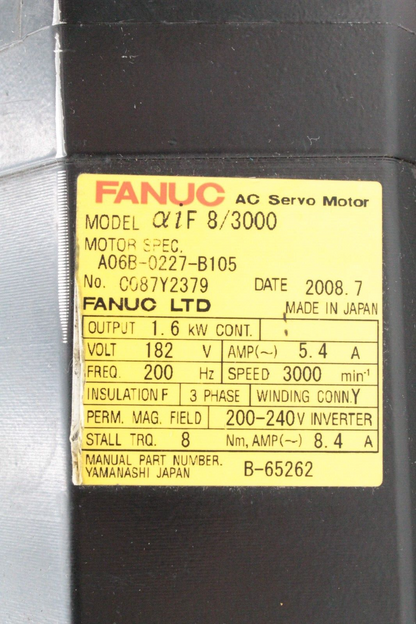 FANUC AC Servo Motor
MODEL αiF 8/3000
MOTOR SPEC.
A06B-0227-B105
No. C087Y2379 DATE 2008.7
FANUC LTD MADE IN JAPAN
OUTPUT 1.6 kW CONT.
VOLT 182 V AMP(~) 5.4 A
FREQ. 200 Hz SPEED 3000 min⁻¹
INSULATION F 3 PHASE WINDING CONN.Y
PERM. MAG. FIELD 200-240V INVERTER
STALL TRQ. 8 Nm, AMP(~) 8.4 A
MANUAL PART NUMBER. B-65262
YAMANASHI JAPAN